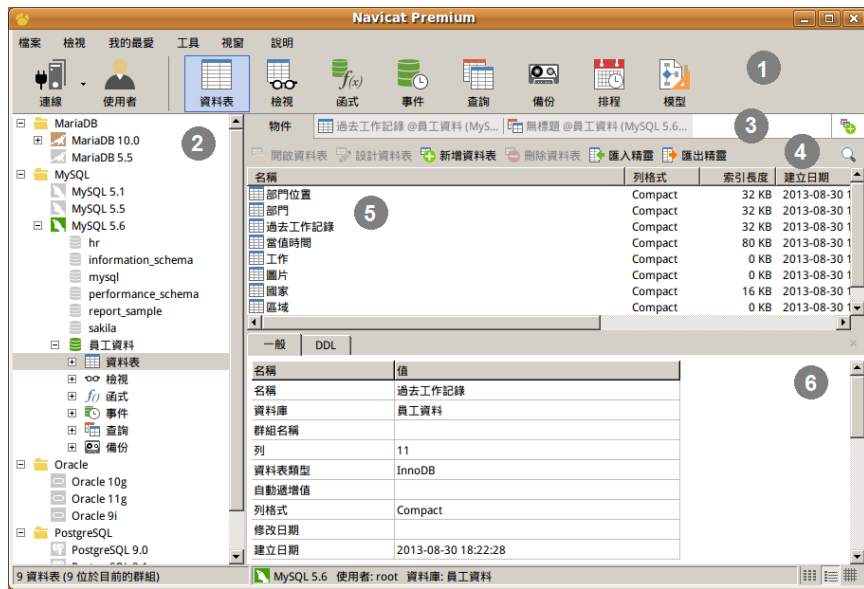 Navicat Premium
檔案 檢視 我的最愛 工具 視窗 說明
連線 使用者 資料表 檢視 函式 事件 查詢 備份 排程 模型
1
MariaDB
MariaDB 10.0
MariaDB 5.5
MySQL
MySQL 5.1
MySQL 5.5
MySQL 5.6
hr
information_schema
mysql
performance_schema
report_sample
sakila
員工資料
資料表
檢視
函式
事件
查詢
備份
Oracle
Oracle 10g
Oracle 11g
Oracle 9i
PostgreSQL
PostgreSQL 9.0
2
物件 過去工作記錄 @員工資料 (MyS... 無標題 @員工資料 (MySQL 5.6...
3
開啟資料表 設計資料表 新增資料表 刪除資料表 匯入精靈 匯出精靈
4
名稱 列格式 索引長度 建立日期
部門位置 Compact 32 KB 2013-08-30 1
部門 Compact 32 KB 2013-08-30 1
過去工作記錄 Compact 32 KB 2013-08-30 1
當值時間 Compact 80 KB 2013-08-30 1
工作 Compact 0 KB 2013-08-30 1
圖片 Compact 0 KB 2013-08-30 1
國家 Compact 16 KB 2013-08-30 1
區域 Compact 0 KB 2013-08-30 1
5
一般 DDL
名稱 值
名稱 過去工作記錄
資料庫 員工資料
群組名稱
列 11
資料表類型 InnoDB
自動遞增值
列格式 Compact
修改日期
建立日期 2013-08-30 18:22:28
6
9 資料表 (9 位於目前的群組) MySQL 5.6 使用者: root 資料庫: 員工資料